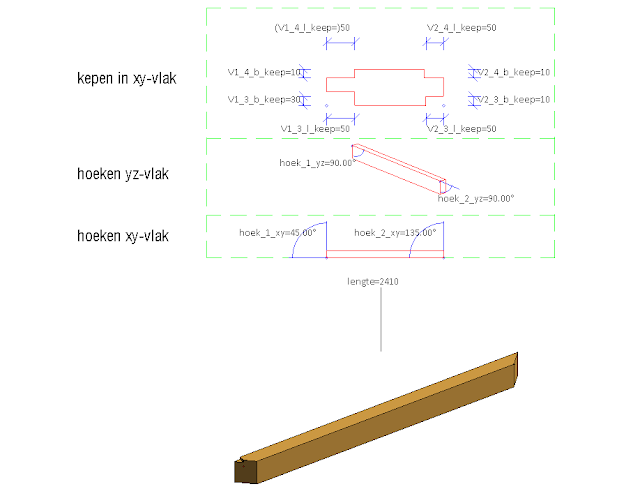 (V1_4_l_keep=)50 V2_4_l_keep=50
kepen in xy-vlak
V1_4_b_keep=10 V2_4_b_keep=10
V1_3_b_keep=30 V2_3_b_keep=10
V1_3_l_keep=50 V2_3_l_keep=50
hoeken yz-vlak
hoek_1_yz=90.00°
hoek_2_yz=90.00°
hoeken xy-vlak
hoek_1_xy=45.00° hoek_2_xy=135.00°
lengte=2410